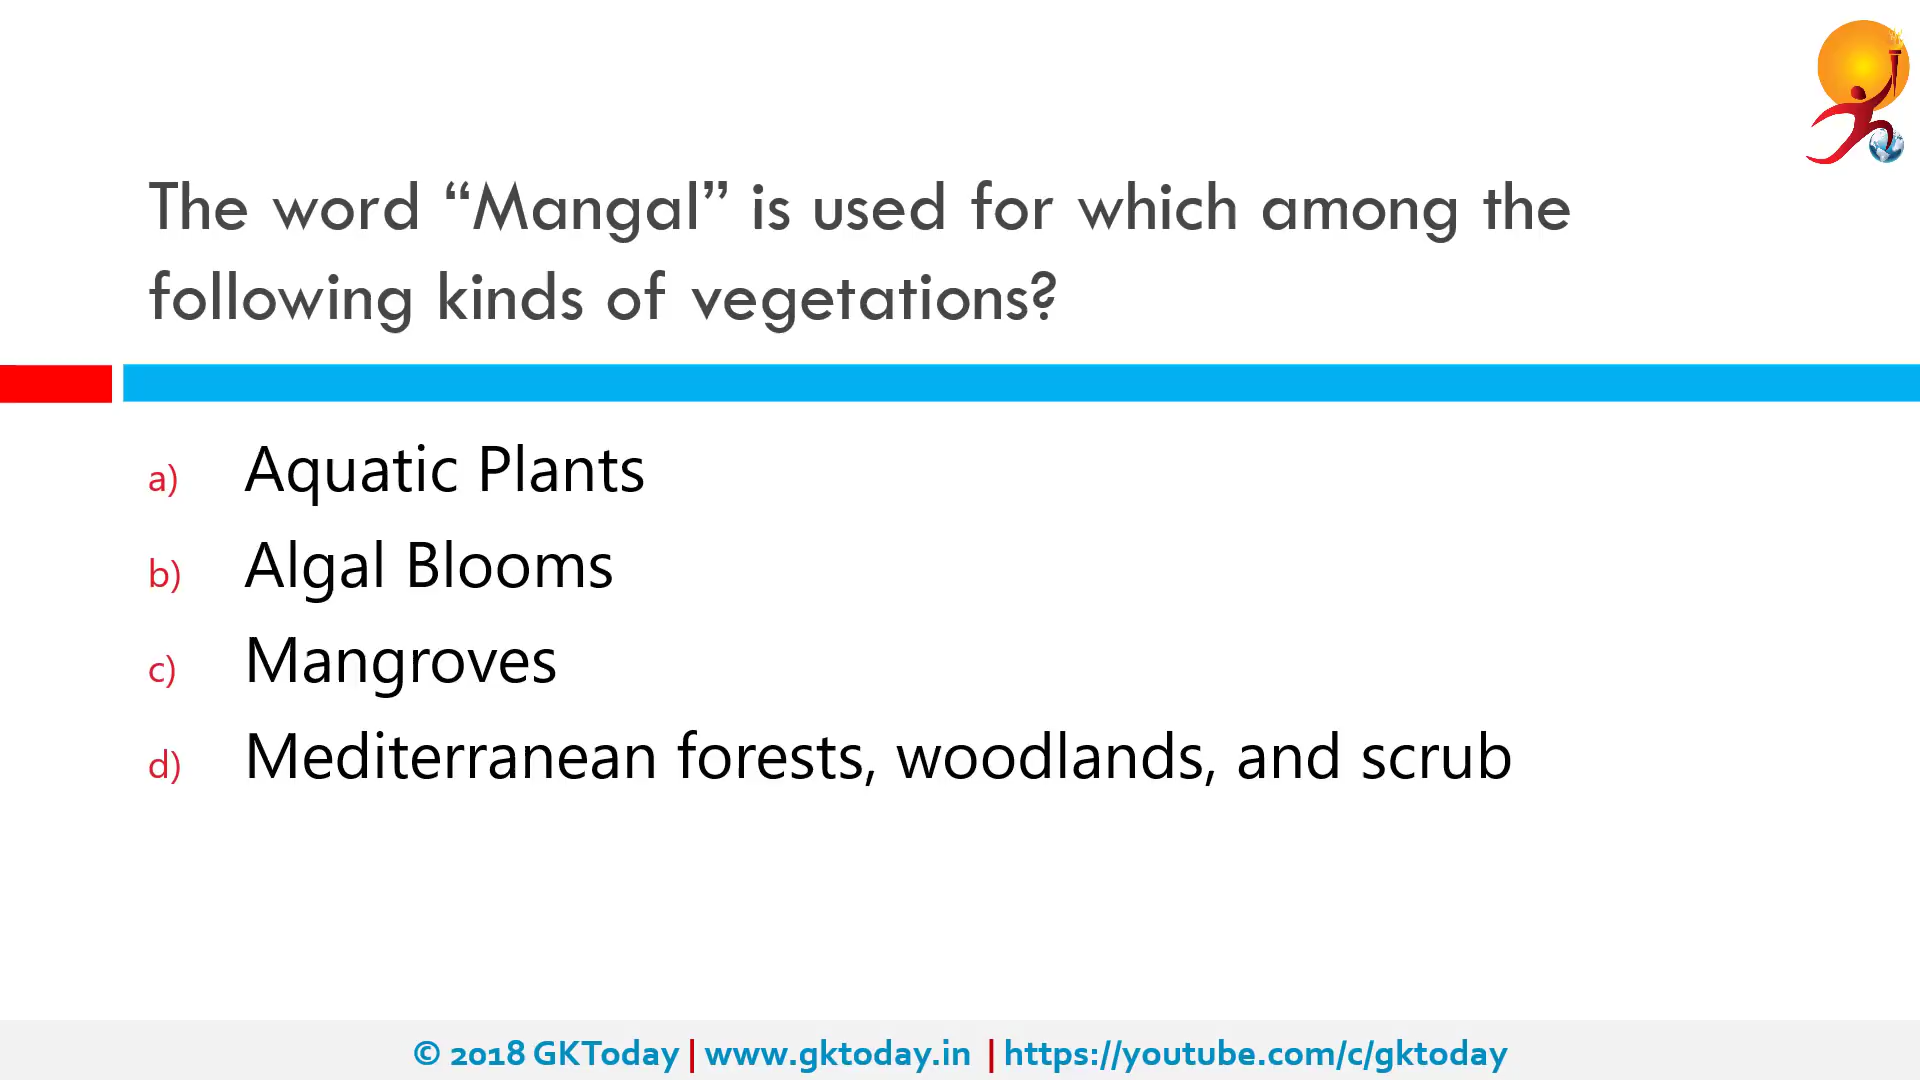 The word “Mangal” is used for which among the
following kinds of vegetations?
a) Aquatic Plants
b) Algal Blooms
c) Mangroves
d) Mediterranean forests, woodlands, and scrub
© 2018 GKToday | www.gktoday.in | https://youtube.com/c/gktoday